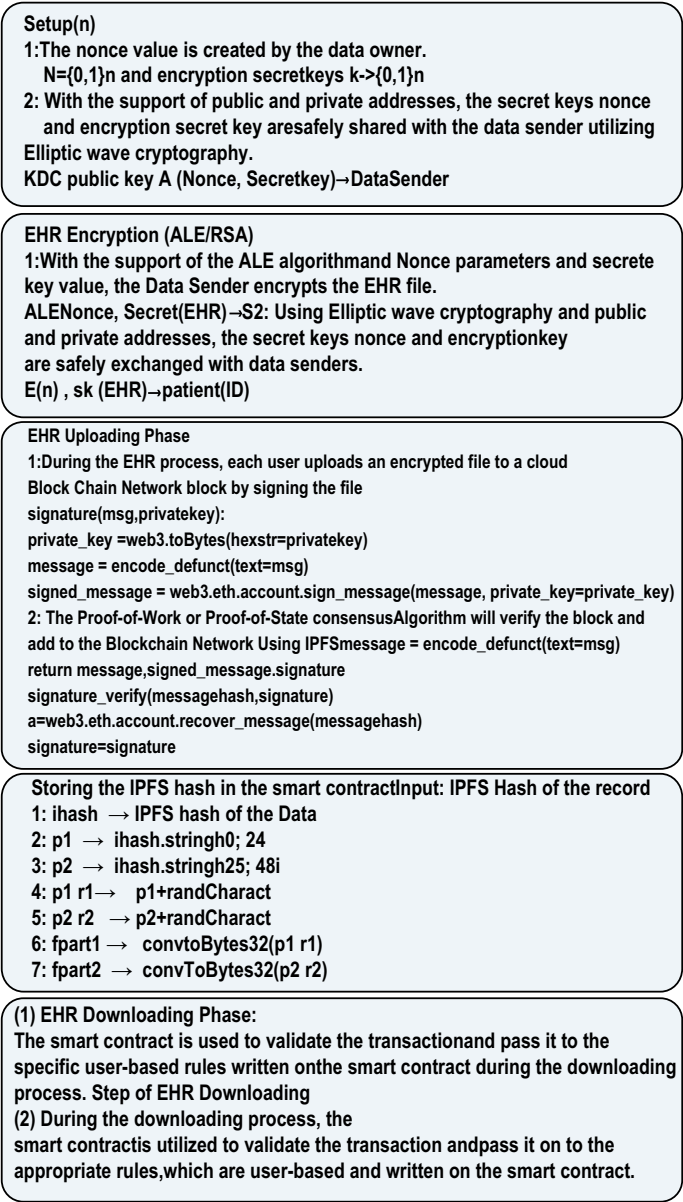 Setup(n)
1:The nonce value is created by the data owner.
N={0,1}n and encryption secretkeys k->{0,1}n
2: With the support of public and private addresses, the secret keys nonce
and encryption secret key aresafely shared with the data sender utilizing
Elliptic wave cryptography.
KDC public key A (Nonce, Secretkey)→DataSender
EHR Encryption (ALE/RSA)
1:With the support of the ALE algorithmand Nonce parameters and secrete
key value, the Data Sender encrypts the EHR file.
ALENonce, Secret(EHR)→S2: Using Elliptic wave cryptography and public
and private addresses, the secret keys nonce and encryptionkey
are safely exchanged with data senders.
E(n) , sk (EHR)→patient(ID)
EHR Uploading Phase
1:During the EHR process, each user uploads an encrypted file to a cloud
Block Chain Network block by signing the file
signature(msg,privatekey):
private_key =web3.toBytes(hexstr=privatekey)
message = encode_defunct(text=msg)
signed_message = web3.eth.account.sign_message(message, private_key=private_key)
2: The Proof-of-Work or Proof-of-State consensusAlgorithm will verify the block and
add to the Blockchain Network Using IPFSmessage = encode_defunct(text=msg)
return message,signed_message.signature
signature_verify(messagehash,signature)
a=web3.eth.account.recover_message(messagehash)
signature=signature
Storing the IPFS hash in the smart contractInput: IPFS Hash of the record
1: ihash → IPFS hash of the Data
2: p1 → ihash.stringh0; 24
3: p2 → ihash.stringh25; 48i
4: p1 r1→ p1+randCharact
5: p2 r2 → p2+randCharact
6: fpart1 → convtoBytes32(p1 r1)
7: fpart2 → convToBytes32(p2 r2)
(1) EHR Downloading Phase:
The smart contract is used to validate the transactionand pass it to the
specific user-based rules written onthe smart contract during the downloading
process. Step of EHR Downloading
(2) During the downloading process, the
smart contractis utilized to validate the transaction andpass it on to the
appropriate rules,which are user-based and written on the smart contract.